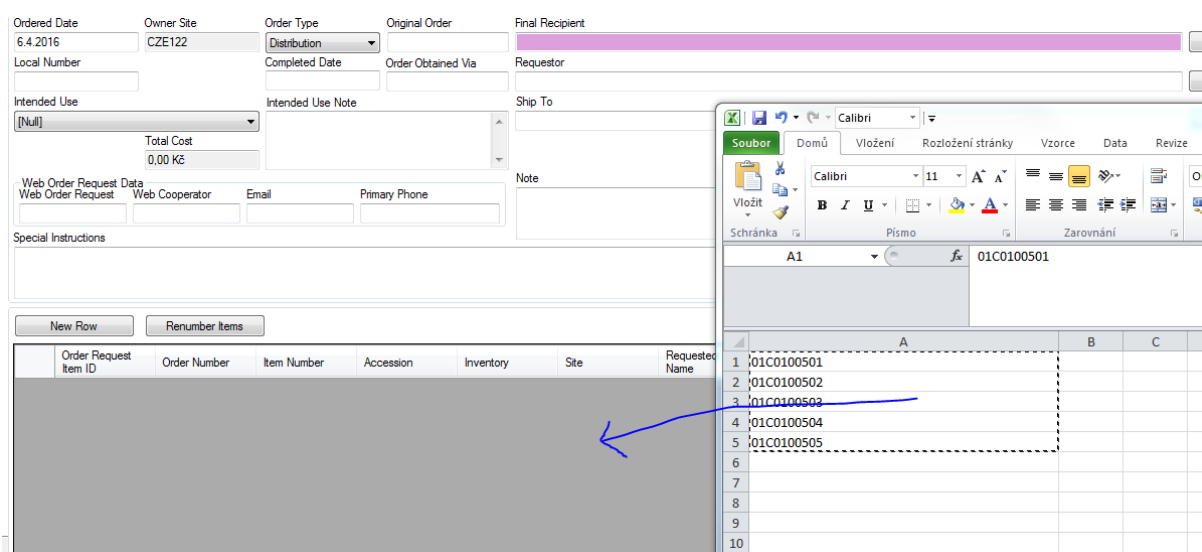 Ordered Date Owner Site Order Type Original Order Final Recipient
6.4.2016 CZE122 Distribution
Local Number Completed Date Order Obtained Via Requestor
Intended Use Intended Use Note Ship To
[Null]
Total Cost
0,00 Kč
Note
Web Order Request Data
Web Order Request Web Cooperator Email Primary Phone
Special Instructions
New Row Renumber Items
Order Request Item ID Order Number Item Number Accession Inventory Site Requested Name
Calibri
Soubor Domů Vložení Rozložení stránky Vzorce Data Revize
Calibri 11
Vložit B I U A
Schránka Písmo Zarovnání
A1 fx 01C0100501
A B C
1 01C0100501
2 01C0100502
3 01C0100503
4 01C0100504
5 01C0100505
6
7
8
9
10